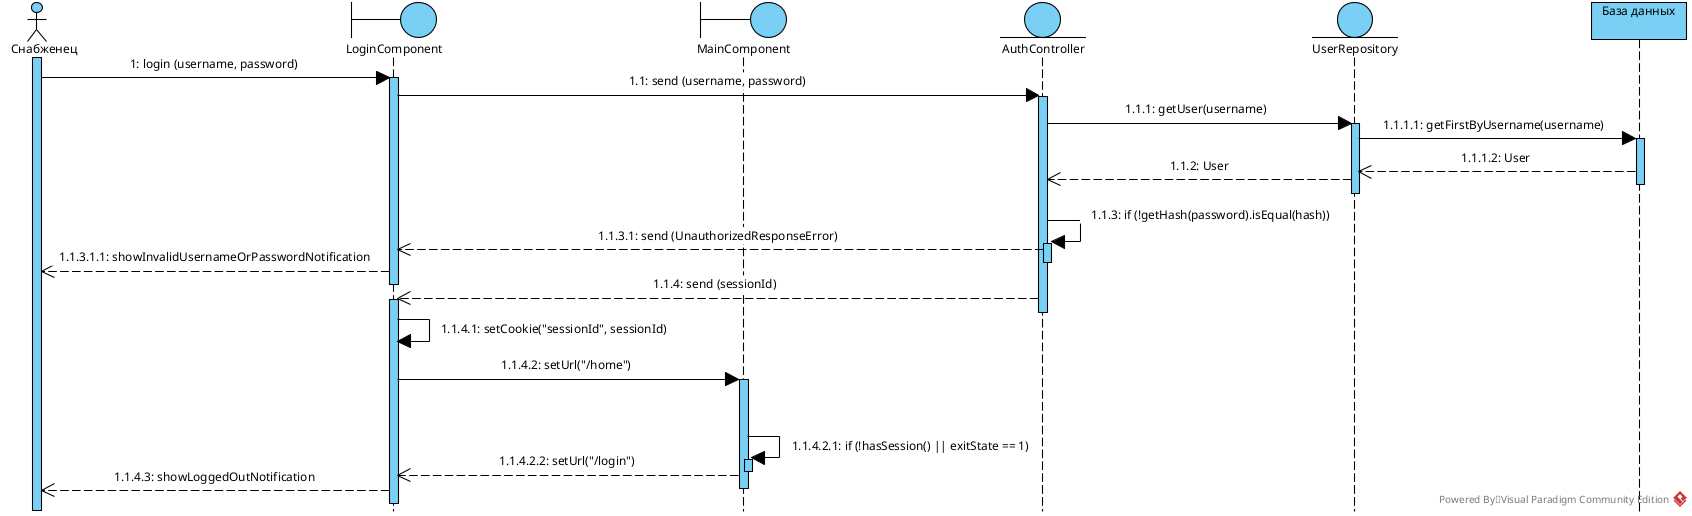 Снабженец
LoginComponent
MainComponent
AuthController
UserRepository
База данных
1: login (username, password)
1.1: send (username, password)
1.1.1: getUser(username)
1.1.1.1: getFirstByUsername(username)
1.1.1.2: User
1.1.2: User
1.1.3: if (!getHash(password).isEqual(hash))
1.1.3.1: send (UnauthorizedResponseError)
1.1.3.1.1: showInvalidUsernameOrPasswordNotification
1.1.4: send (sessionId)
1.1.4.1: setCookie("sessionId", sessionId)
1.1.4.2: setUrl("/home")
1.1.4.2.1: if (!hasSession() || exitState == 1)
1.1.4.2.2: setUrl("/login")
1.1.4.3: showLoggedOutNotification
Powered By Visual Paradigm Community Edition